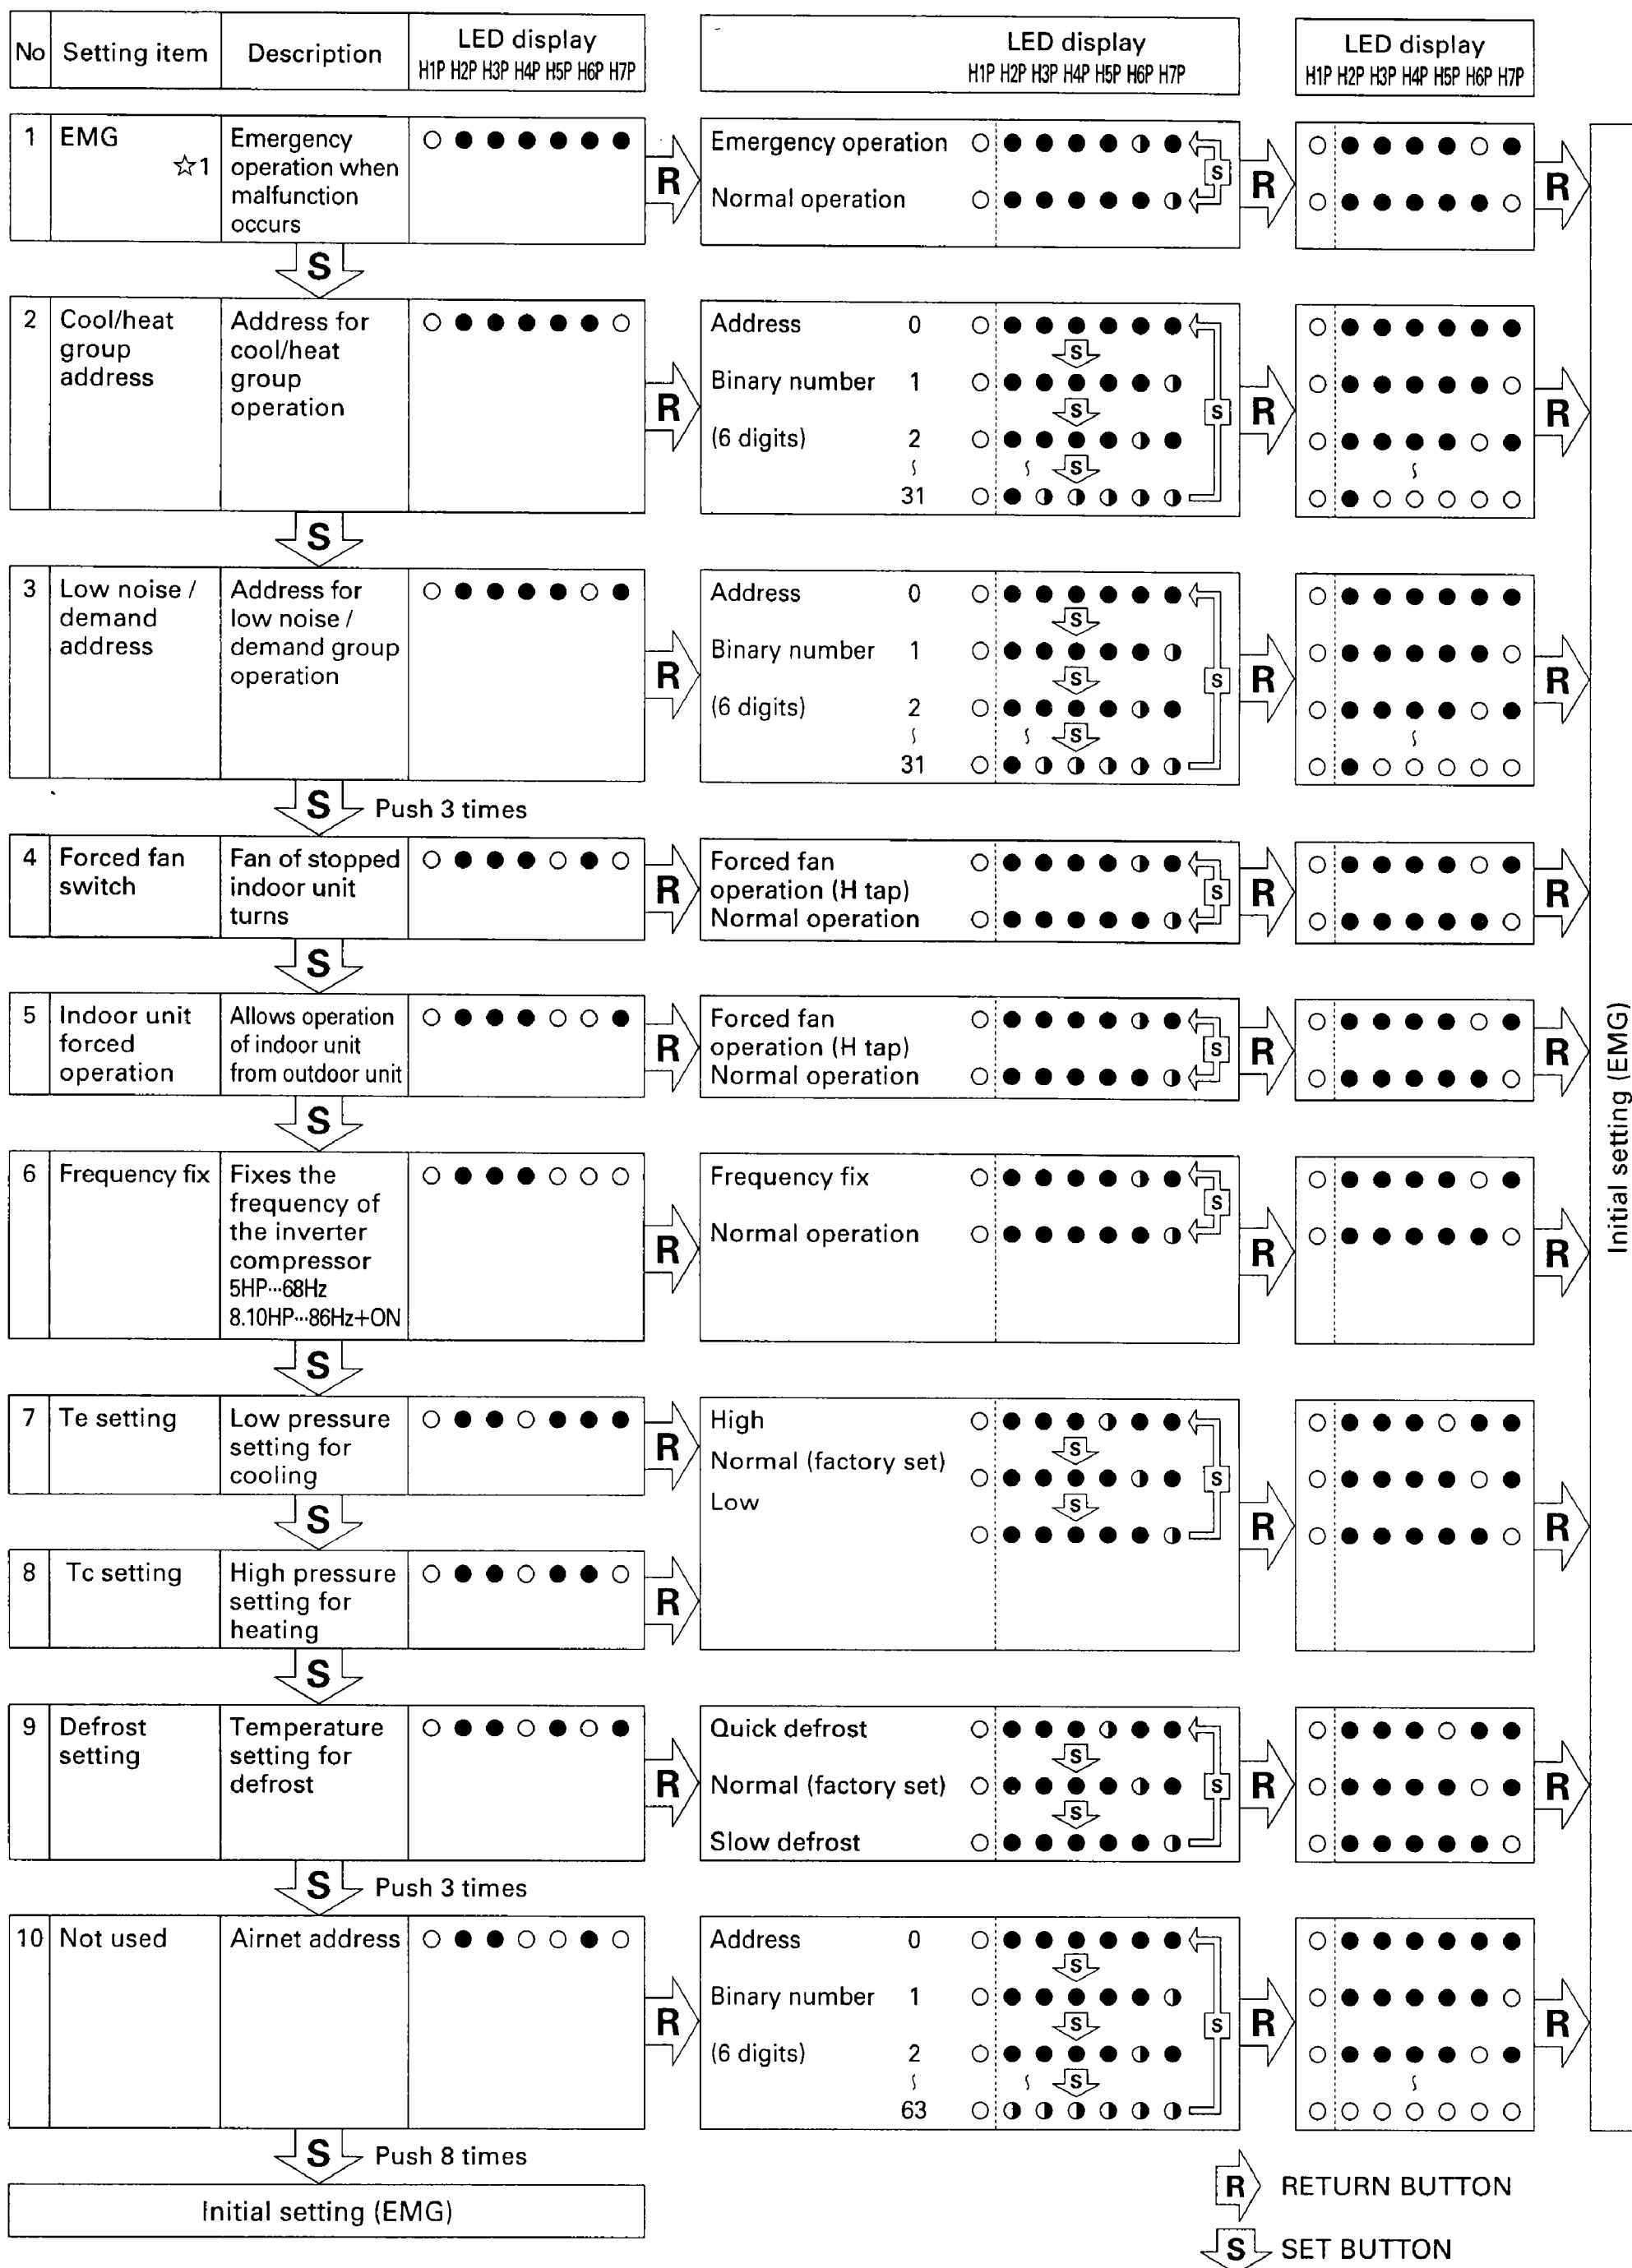 No Setting item Description LED display
H1P H2P H3P H4P H5P H6P H7P
LED display
H1P H2P H3P H4P H5P H6P H7P
LED display
H1P H2P H3P H4P H5P H6P H7P
1 EMG
☆1
Emergency
operation when
malfunction
occurs
R
Emergency operation
Normal operation
S
R
R
S
2 Cool/heat
group
address
Address for
cool/heat
group
operation
R
Address 0
S
Binary number 1
S
(6 digits) 2
S
31
S
R
R
S
3 Low noise /
demand
address
Address for
low noise /
demand group
operation
R
Address 0
S
Binary number 1
S
(6 digits) 2
S
31
S
R
R
S Push 3 times
4 Forced fan
switch
Fan of stopped
indoor unit
turns
R
Forced fan
operation (H tap)
Normal operation
S
R
R
S
5 Indoor unit
forced
operation
Allows operation
of indoor unit
from outdoor unit
R
Forced fan
operation (H tap)
Normal operation
S
R
R
S
6 Frequency fix
Fixes the
frequency of
the inverter
compressor
5HP···68Hz
8.10HP···86Hz+ON
R
Frequency fix
Normal operation
S
R
R
S
7 Te setting
Low pressure
setting for
cooling
R
High
S
Normal (factory set)
S
Low
S
R
R
S
8 Tc setting
High pressure
setting for
heating
R
S
9 Defrost
setting
Temperature
setting for
defrost
R
Quick defrost
S
Normal (factory set)
S
Slow defrost
S
R
R
S Push 3 times
10 Not used
Airnet address
R
Address 0
S
Binary number 1
S
(6 digits) 2
S
63
S
R
R
S Push 8 times
Initial setting (EMG)
Initial setting (EMG)
R RETURN BUTTON
S SET BUTTON